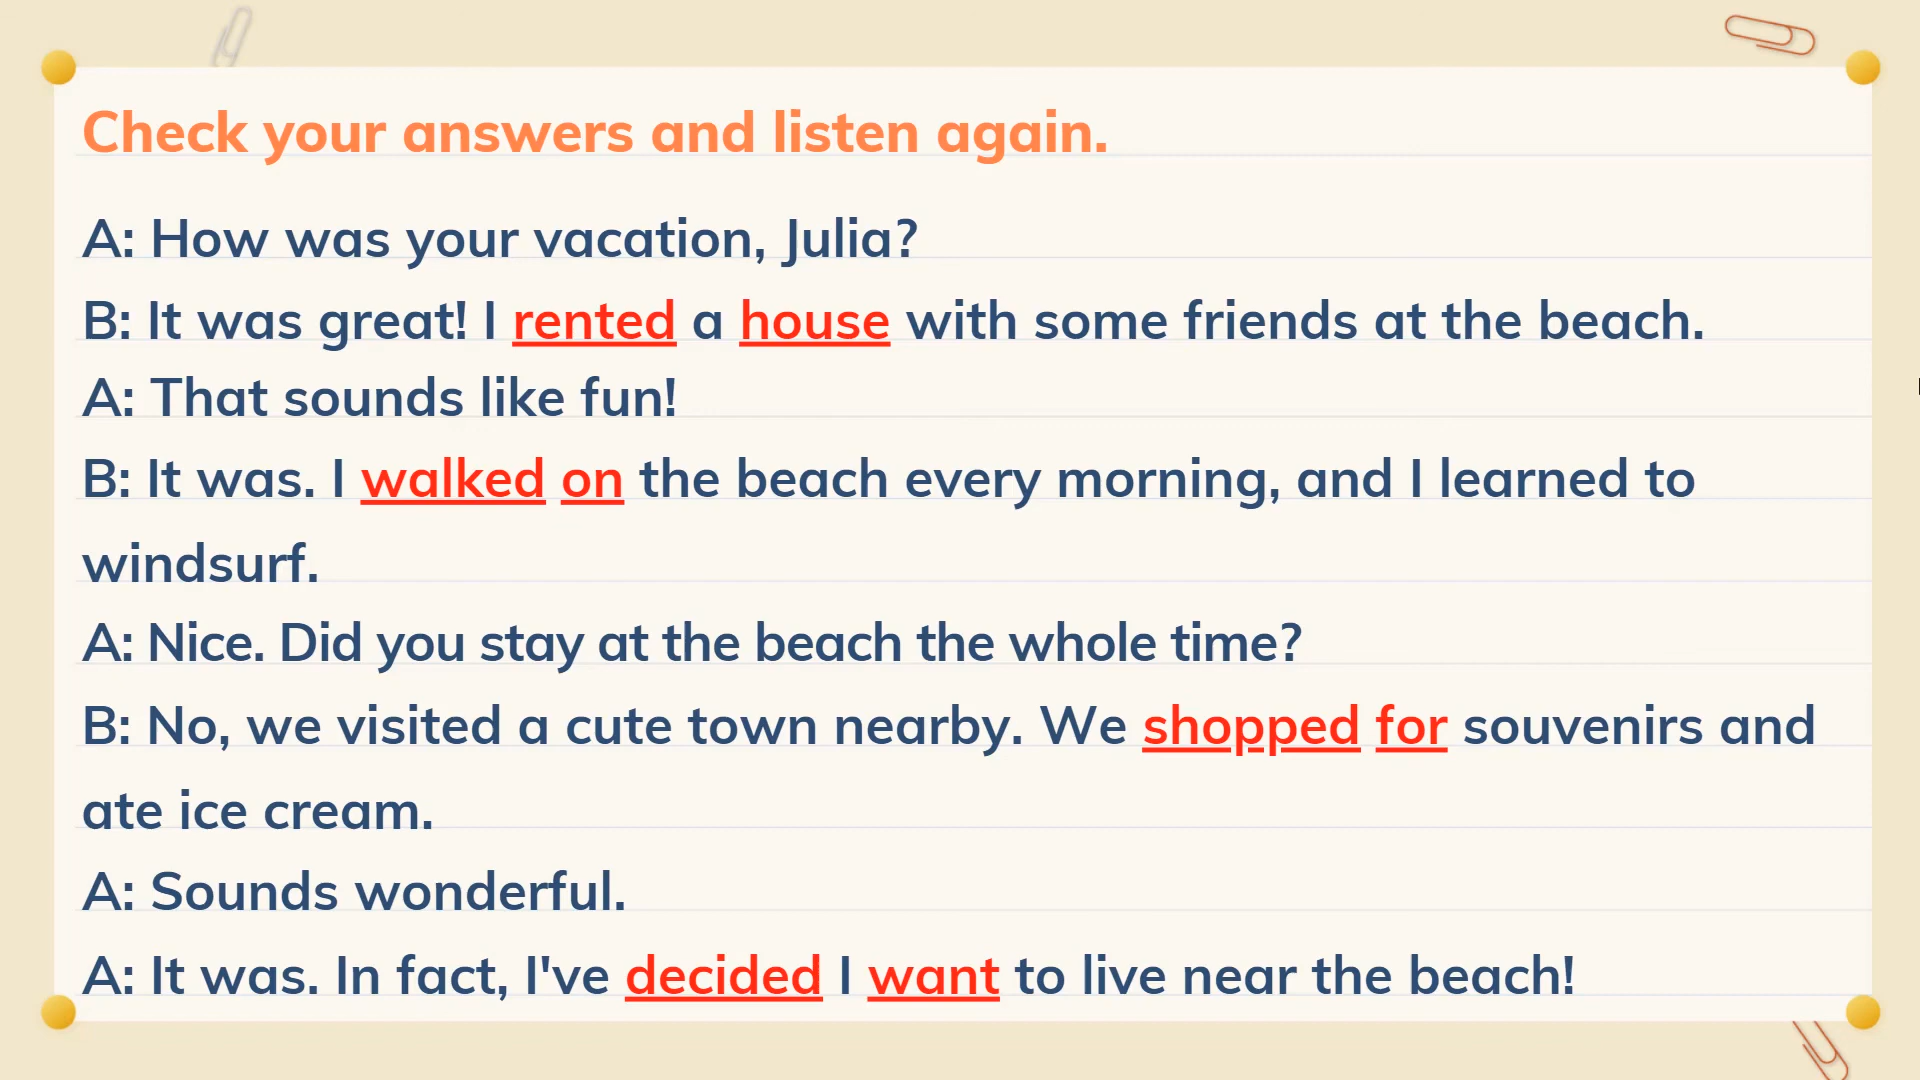 Check your answers and listen again.
A: How was your vacation, Julia?
B: It was great! I rented a house with some friends at the beach.
A: That sounds like fun!
B: It was. I walked on the beach every morning, and I learned to
windsurf.
A: Nice. Did you stay at the beach the whole time?
B: No, we visited a cute town nearby. We shopped for souvenirs and
ate ice cream.
A: Sounds wonderful.
A: It was. In fact, I've decided I want to live near the beach!